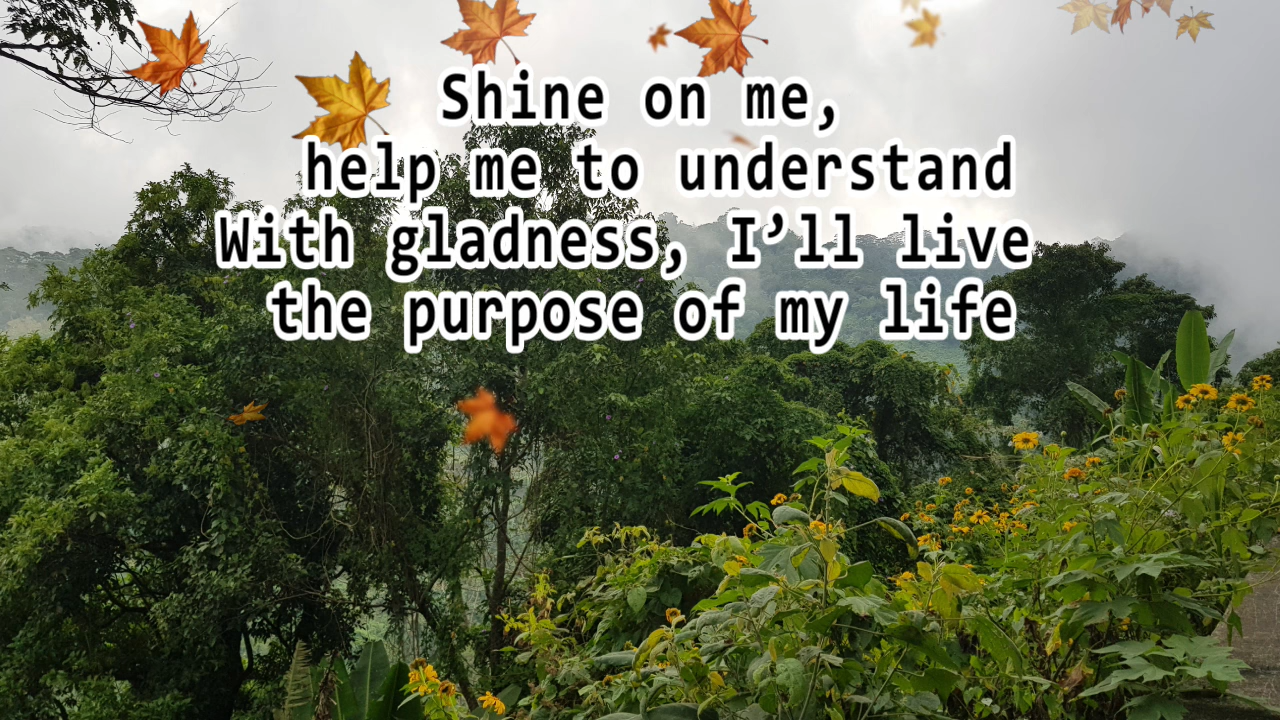 Shine on me,
help me to understand
With gladness, I’ll live
the purpose of my life